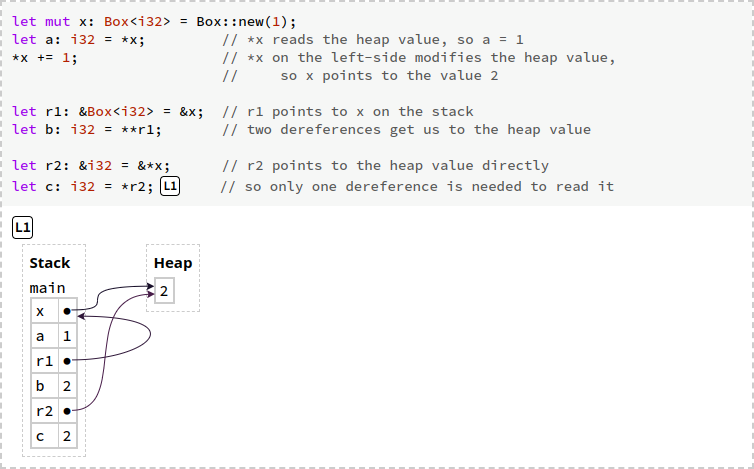 let mut x: Box<i32> = Box::new(1);
let a: i32 = *x;          // *x reads the heap value, so a = 1
*x += 1;                  // *x on the left-side modifies the heap value,
                          //     so x points to the value 2
let r1: &Box<i32> = &x;  // r1 points to x on the stack
let b: i32 = **r1;       // two dereferences get us to the heap value
let r2: &i32 = &*x;      // r2 points to the heap value directly
let c: i32 = *r2; L1     // so only one dereference is needed to read it
L1
Stack
Heap
main
2
x
a 1
r1
b 2
r2
c 2